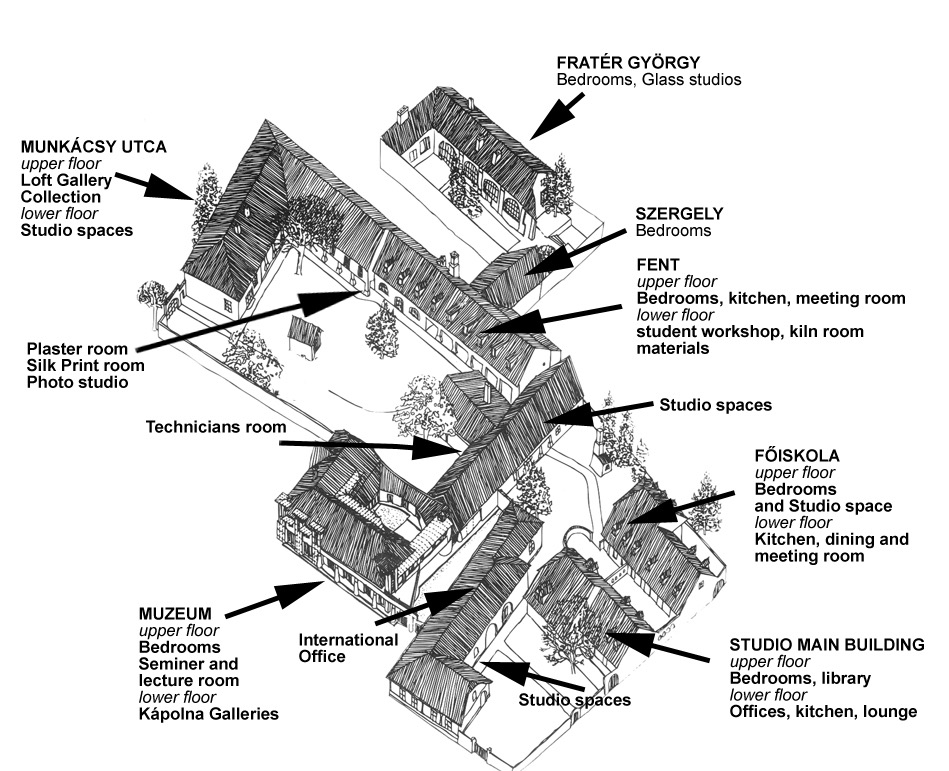 FRATÉR GYÖRGY
Bedrooms, Glass studios
MUNKÁCSY UTCA
upper floor
Loft Gallery
Collection
lower floor
Studio spaces
SZERGELY
Bedrooms
FENT
upper floor
Bedrooms, kitchen, meeting room
lower floor
student workshop, kiln room
materials
Plaster room
Silk Print room
Photo studio
Studio spaces
Technicians room
FŐISKOLA
upper floor
Bedrooms
and Studio space
lower floor
Kitchen, dining and
meeting room
MUZEUM
upper floor
Bedrooms
Seminer and
lecture room
lower floor
Kápolna Galleries
International
Office
Studio spaces
STUDIO MAIN BUILDING
upper floor
Bedrooms, library
lower floor
Offices, kitchen, lounge